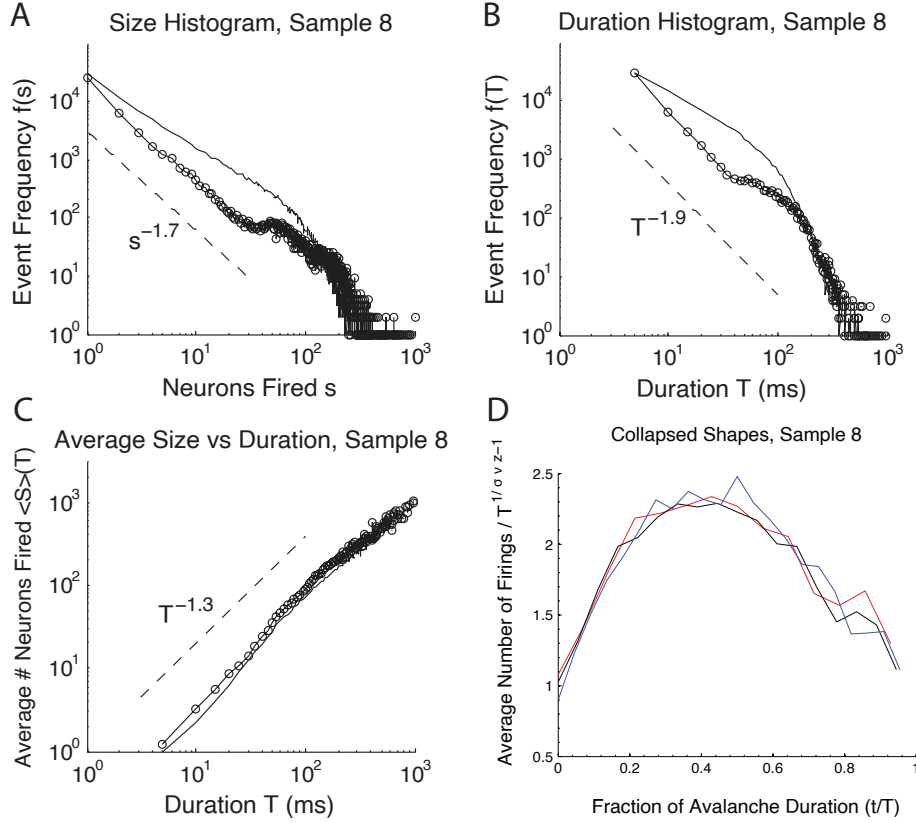 A
Size Histogram, Sample 8
Event Frequency f(s)
10^4
10^3
10^2
10^1
10^0
s^-1.7
10^0 10^1 10^2 10^3
Neurons Fired s
B
Duration Histogram, Sample 8
Event Frequency f(T)
10^4
10^3
10^2
10^1
10^0
T^-1.9
10^0 10^1 10^2 10^3
Duration T (ms)
C
Average Size vs Duration, Sample 8
Average # Neurons Fired <S>(T)
10^3
10^2
10^1
10^0
T^-1.3
10^0 10^1 10^2 10^3
Duration T (ms)
D
Collapsed Shapes, Sample 8
Average Number of Firings / T^1/ σ ν z−1
2.5
2
1.5
1
0.5
0 0.2 0.4 0.6 0.8 1
Fraction of Avalanche Duration (t/T)